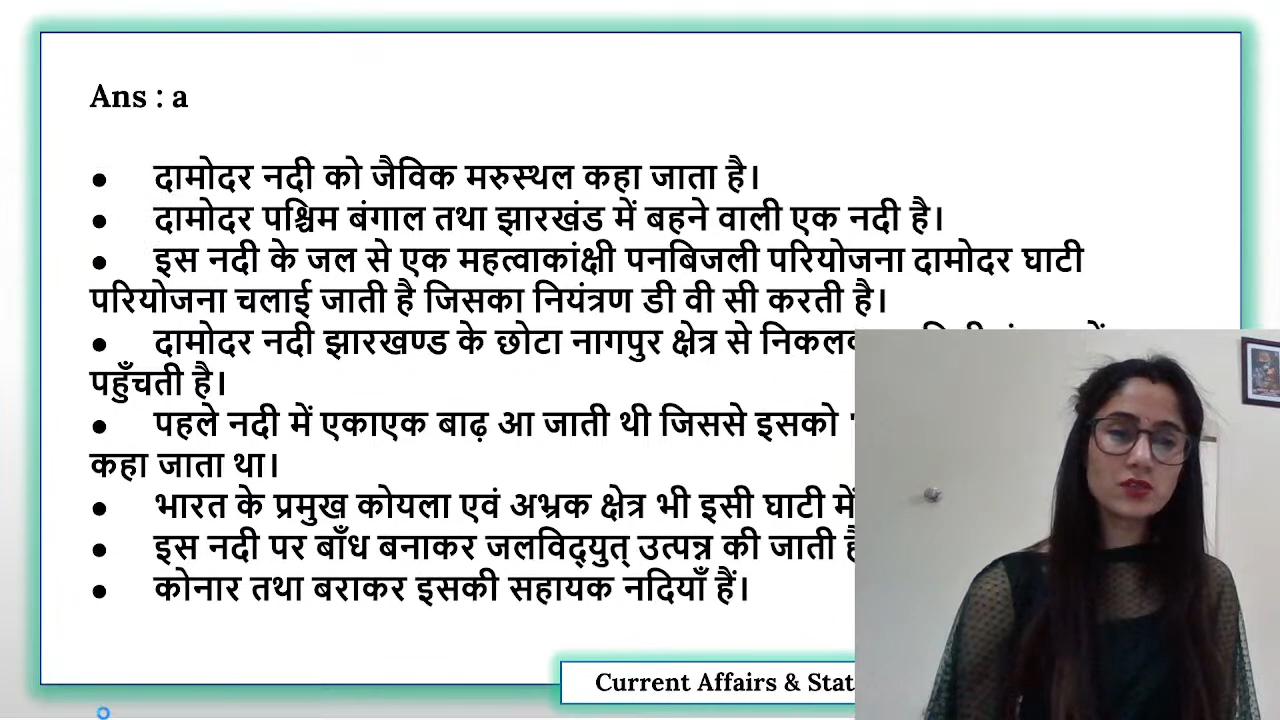 Ans : a
● दामोदर नदी को जैविक मरुस्थल कहा जाता है।
● दामोदर पश्चिम बंगाल तथा झारखंड में बहने वाली एक नदी है।
● इस नदी के जल से एक महत्वाकांक्षी पनबिजली परियोजना दामोदर घाटी
परियोजना चलाई जाती है जिसका नियंत्रण डी वी सी करती है।
● दामोदर नदी झारखण्ड के छोटा नागपुर क्षेत्र से
पहुँचती है।
● पहले नदी में एकाएक बाढ़ आ जाती थी जिससे इसको
कहा जाता था।
● भारत के प्रमुख कोयला एवं अभ्रक क्षेत्र भी इसी घाटी में
● इस नदी पर बाँध बनाकर जलविद्युत् उत्पन्न की जाती
● कोनार तथा बराकर इसकी सहायक नदियाँ हैं।
Current Affairs &